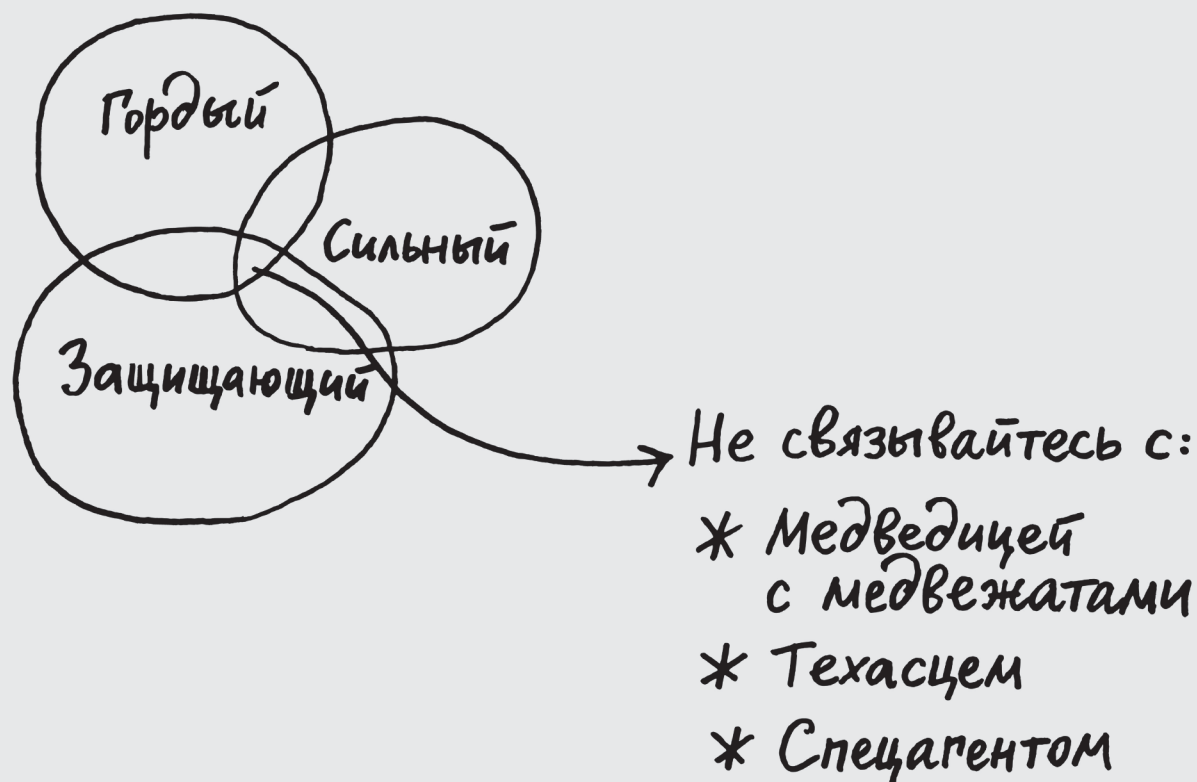 Гордый
Сильный
Защищающий
Не связывайтесь с:
* Медведицей
с медвежатами
* Техасцем
* Спецагентом